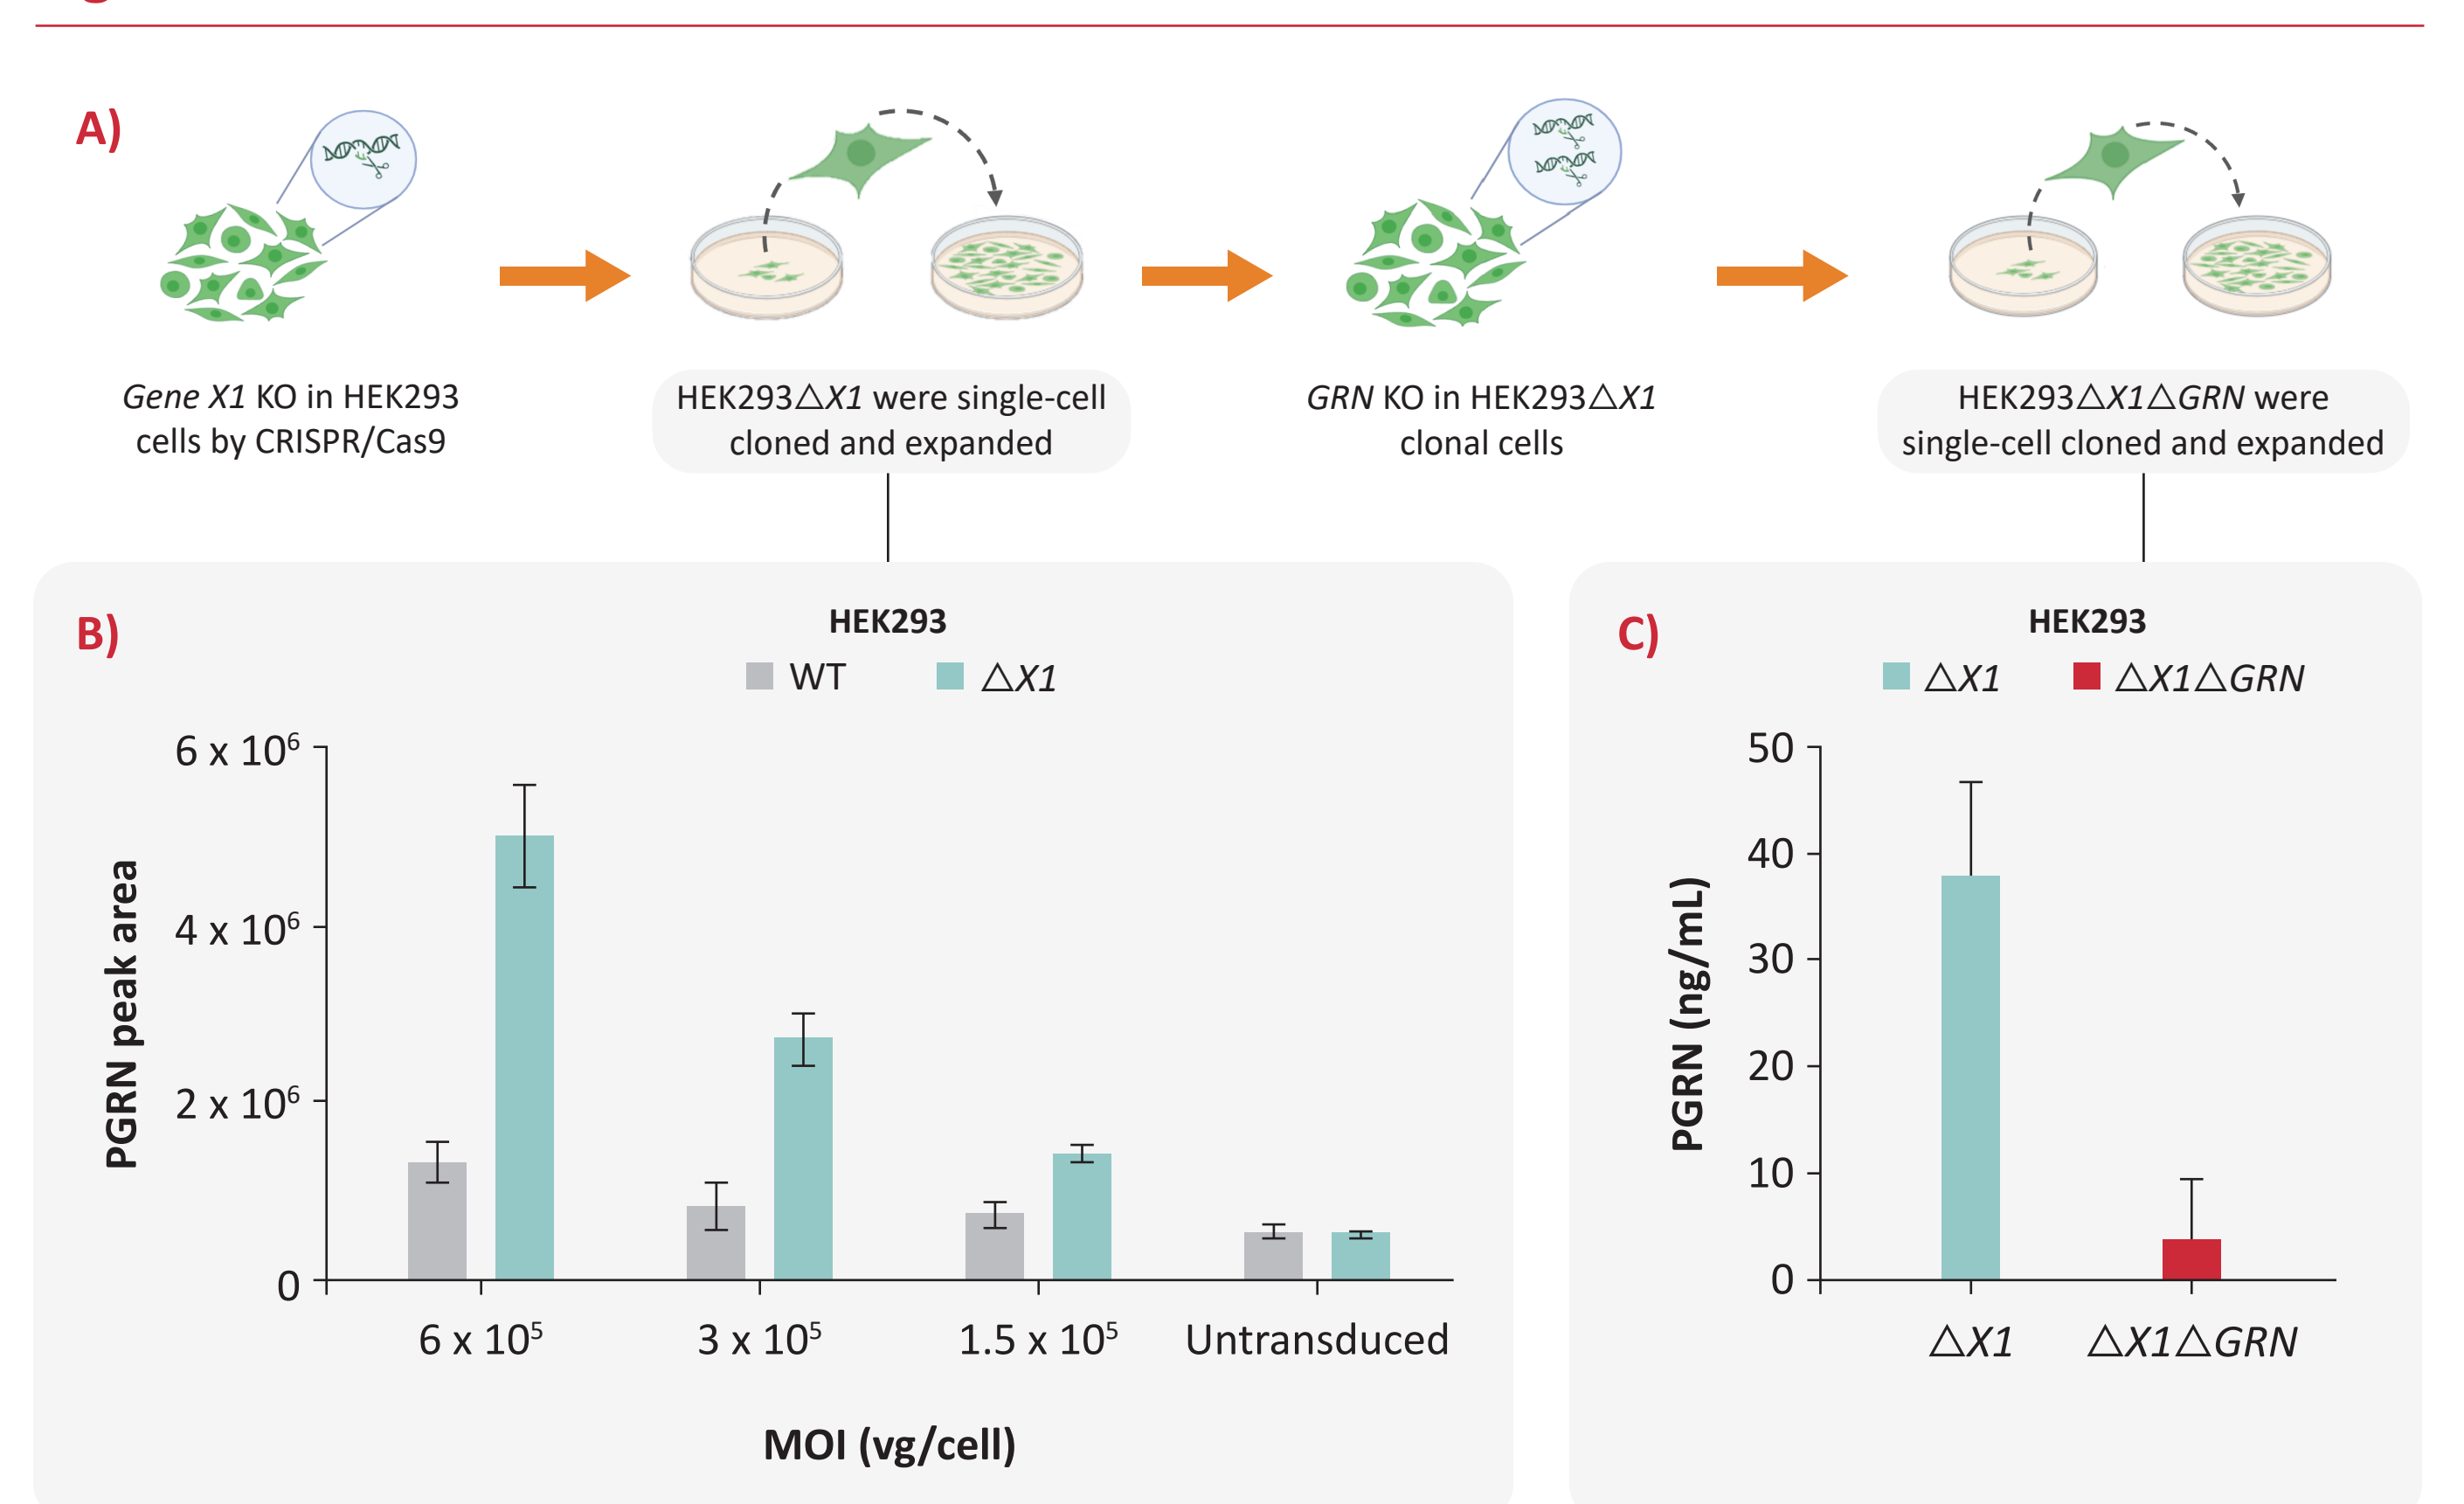 A)
Gene X1 KO in HEK293
cells by CRISPR/Cas9
HEK293△X1 were single-cell
cloned and expanded
GRN KO in HEK293△X1
clonal cells
HEK293△X1△GRN were
single-cell cloned and expanded
B)
HEK293
WT
△X1
PGRN peak area
6 x 10⁶
4 x 10⁶
2 x 10⁶
0
6 x 10⁵
3 x 10⁵
1.5 x 10⁵
Untransduced
MOI (vg/cell)
C)
HEK293
△X1
△X1△GRN
PGRN (ng/mL)
50
40
30
20
10
0
△X1
△X1△GRN